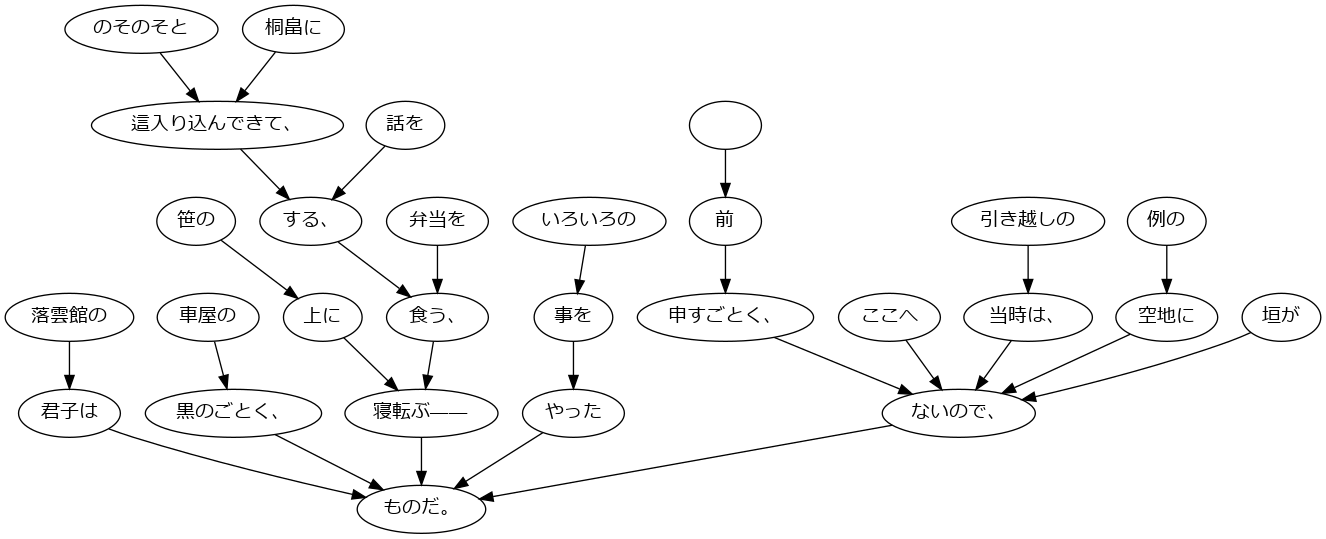 のそのそと
桐畠に
這入り込んできて、
話を
笹の
する、
弁当を
いろいろの
前
引き越しの
例の
落雲館の
車屋の
上に
食う、
事を
申すごとく、
ここへ
当時は、
空地に
垣が
君子は
黒のごとく、
寝転ぶ――
やった
ないので、
ものだ。